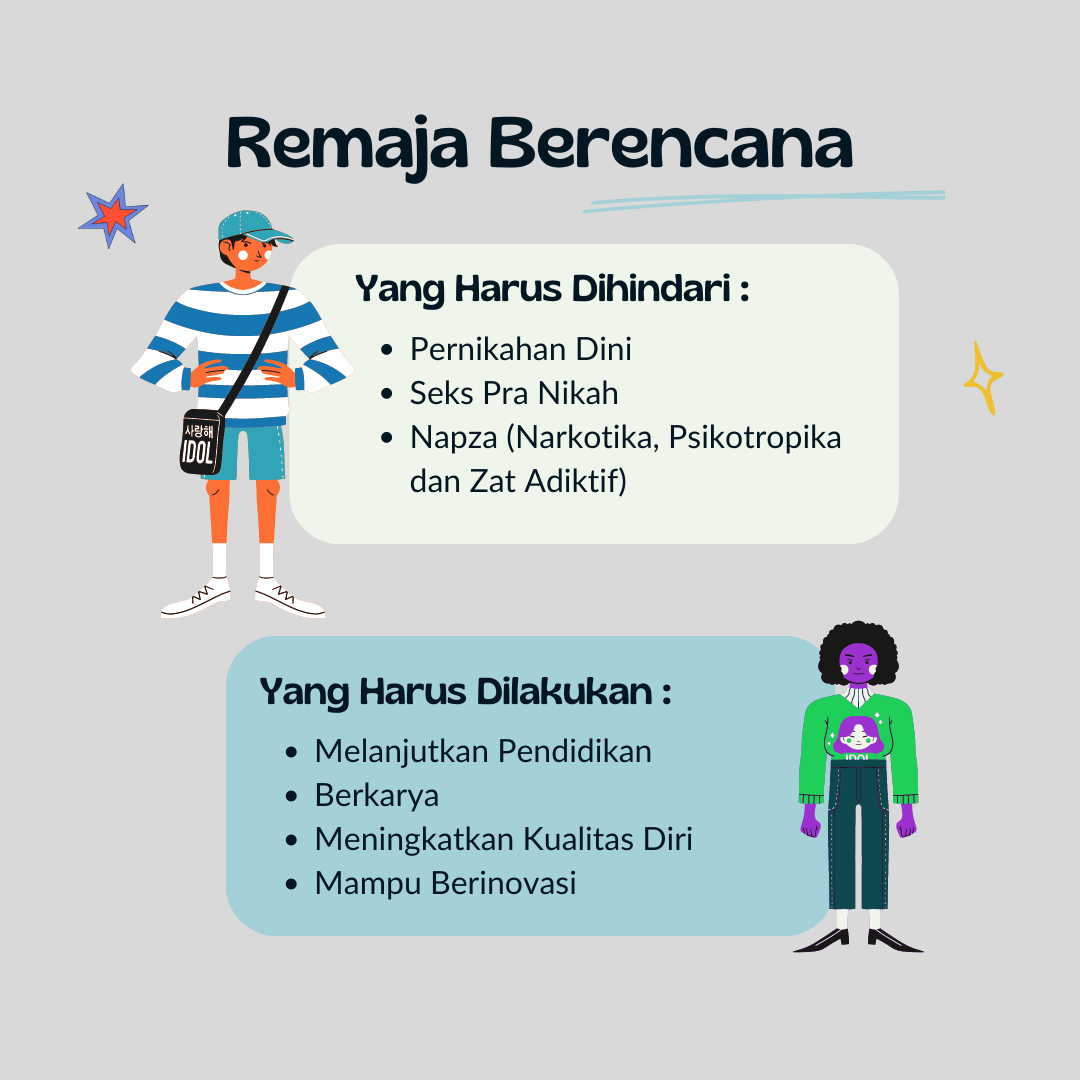 Remaja Berencana
Yang Harus Dihindari :
• Pernikahan Dini
• Seks Pra Nikah
• Napza (Narkotika, Psikotropika
dan Zat Adiktif)
사랑해
IDOL
Yang Harus Dilakukan :
• Melanjutkan Pendidikan
• Berkarya
• Meningkatkan Kualitas Diri
• Mampu Berinovasi
IDOL